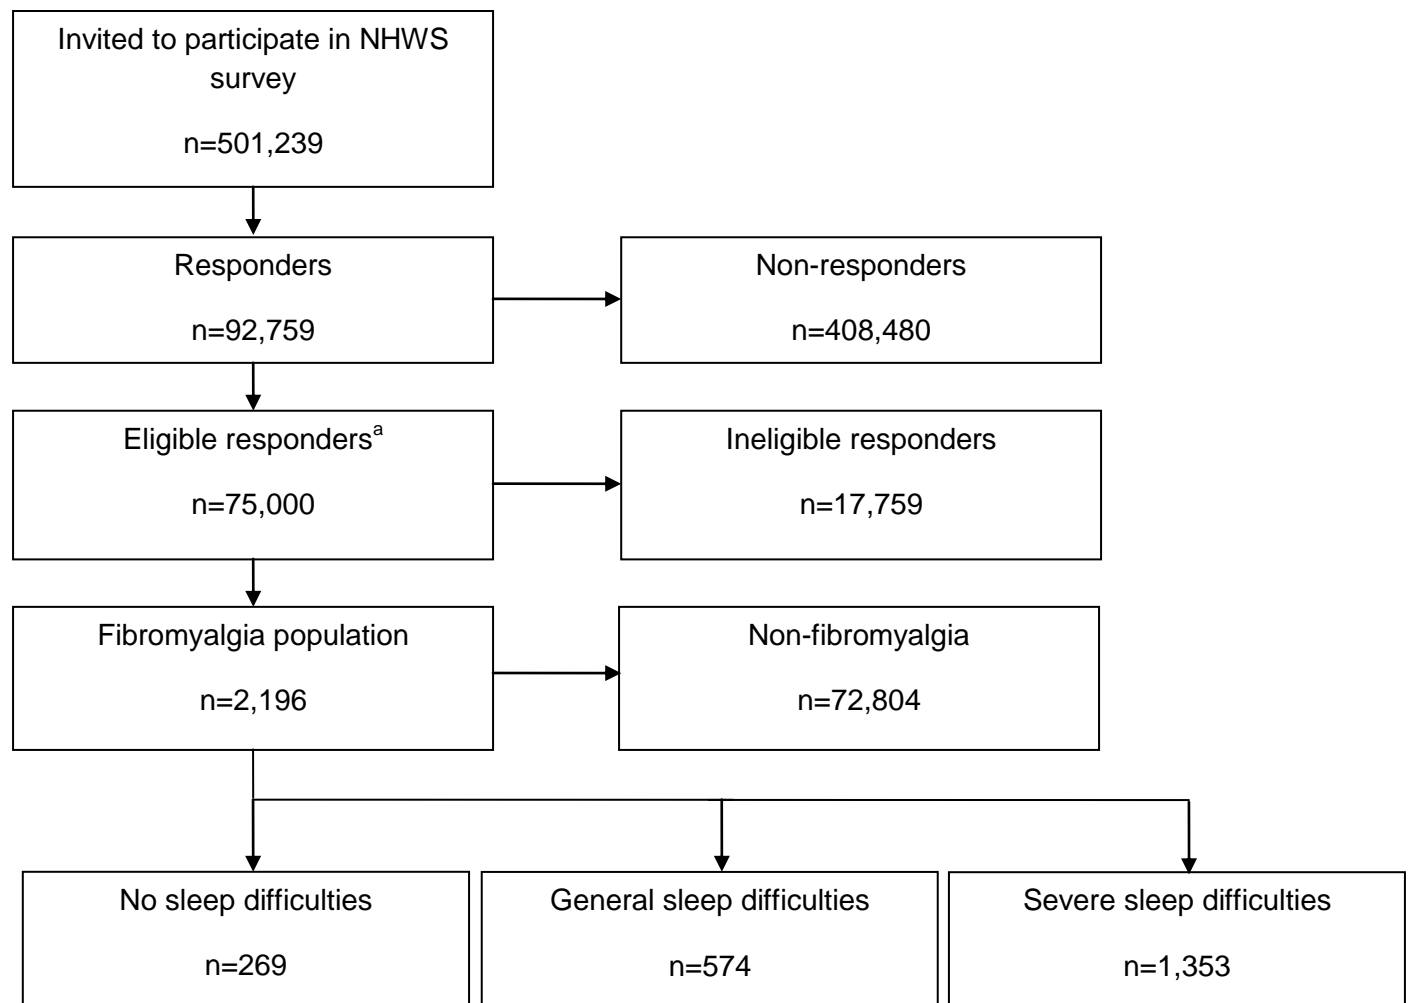 Invited to participate in NHWS
survey
n=501,239
Responders
n=92,759
Non-responders
n=408,480
Eligible respondersᵃ
n=75,000
Ineligible responders
n=17,759
Fibromyalgia population
n=2,196
Non-fibromyalgia
n=72,804
No sleep difficulties
n=269
General sleep difficulties
n=574
Severe sleep difficulties
n=1,353